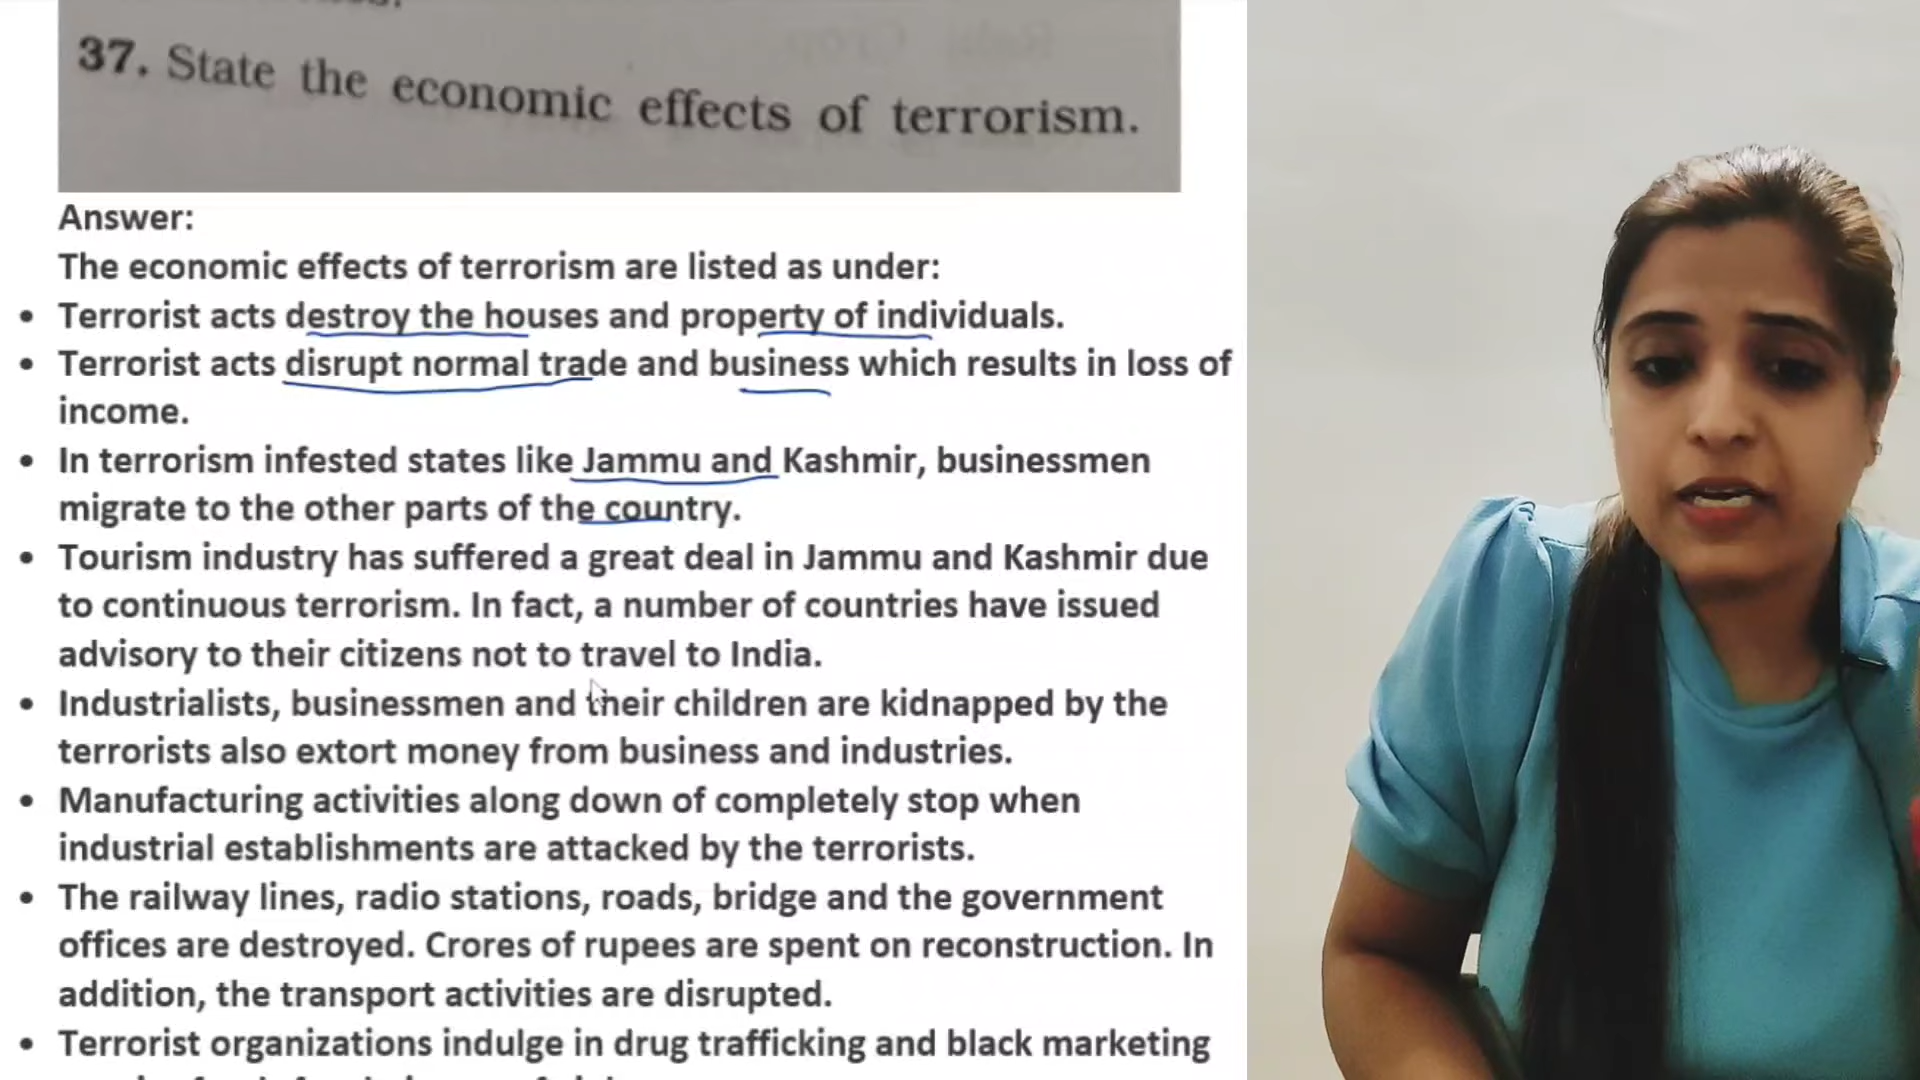 37. State the economic effects of terrorism.
Answer:
The economic effects of terrorism are listed as under:
• Terrorist acts destroy the houses and property of individuals.
• Terrorist acts disrupt normal trade and business which results in loss of
income.
• In terrorism infested states like Jammu and Kashmir, businessmen
migrate to the other parts of the country.
• Tourism industry has suffered a great deal in Jammu and Kashmir due
to continuous terrorism. In fact, a number of countries have issued
advisory to their citizens not to travel to India.
• Industrialists, businessmen and their children are kidnapped by the
terrorists also extort money from business and industries.
• Manufacturing activities along down of completely stop when
industrial establishments are attacked by the terrorists.
• The railway lines, radio stations, roads, bridge and the government
offices are destroyed. Crores of rupees are spent on reconstruction. In
addition, the transport activities are disrupted.
• Terrorist organizations indulge in drug trafficking and black marketing